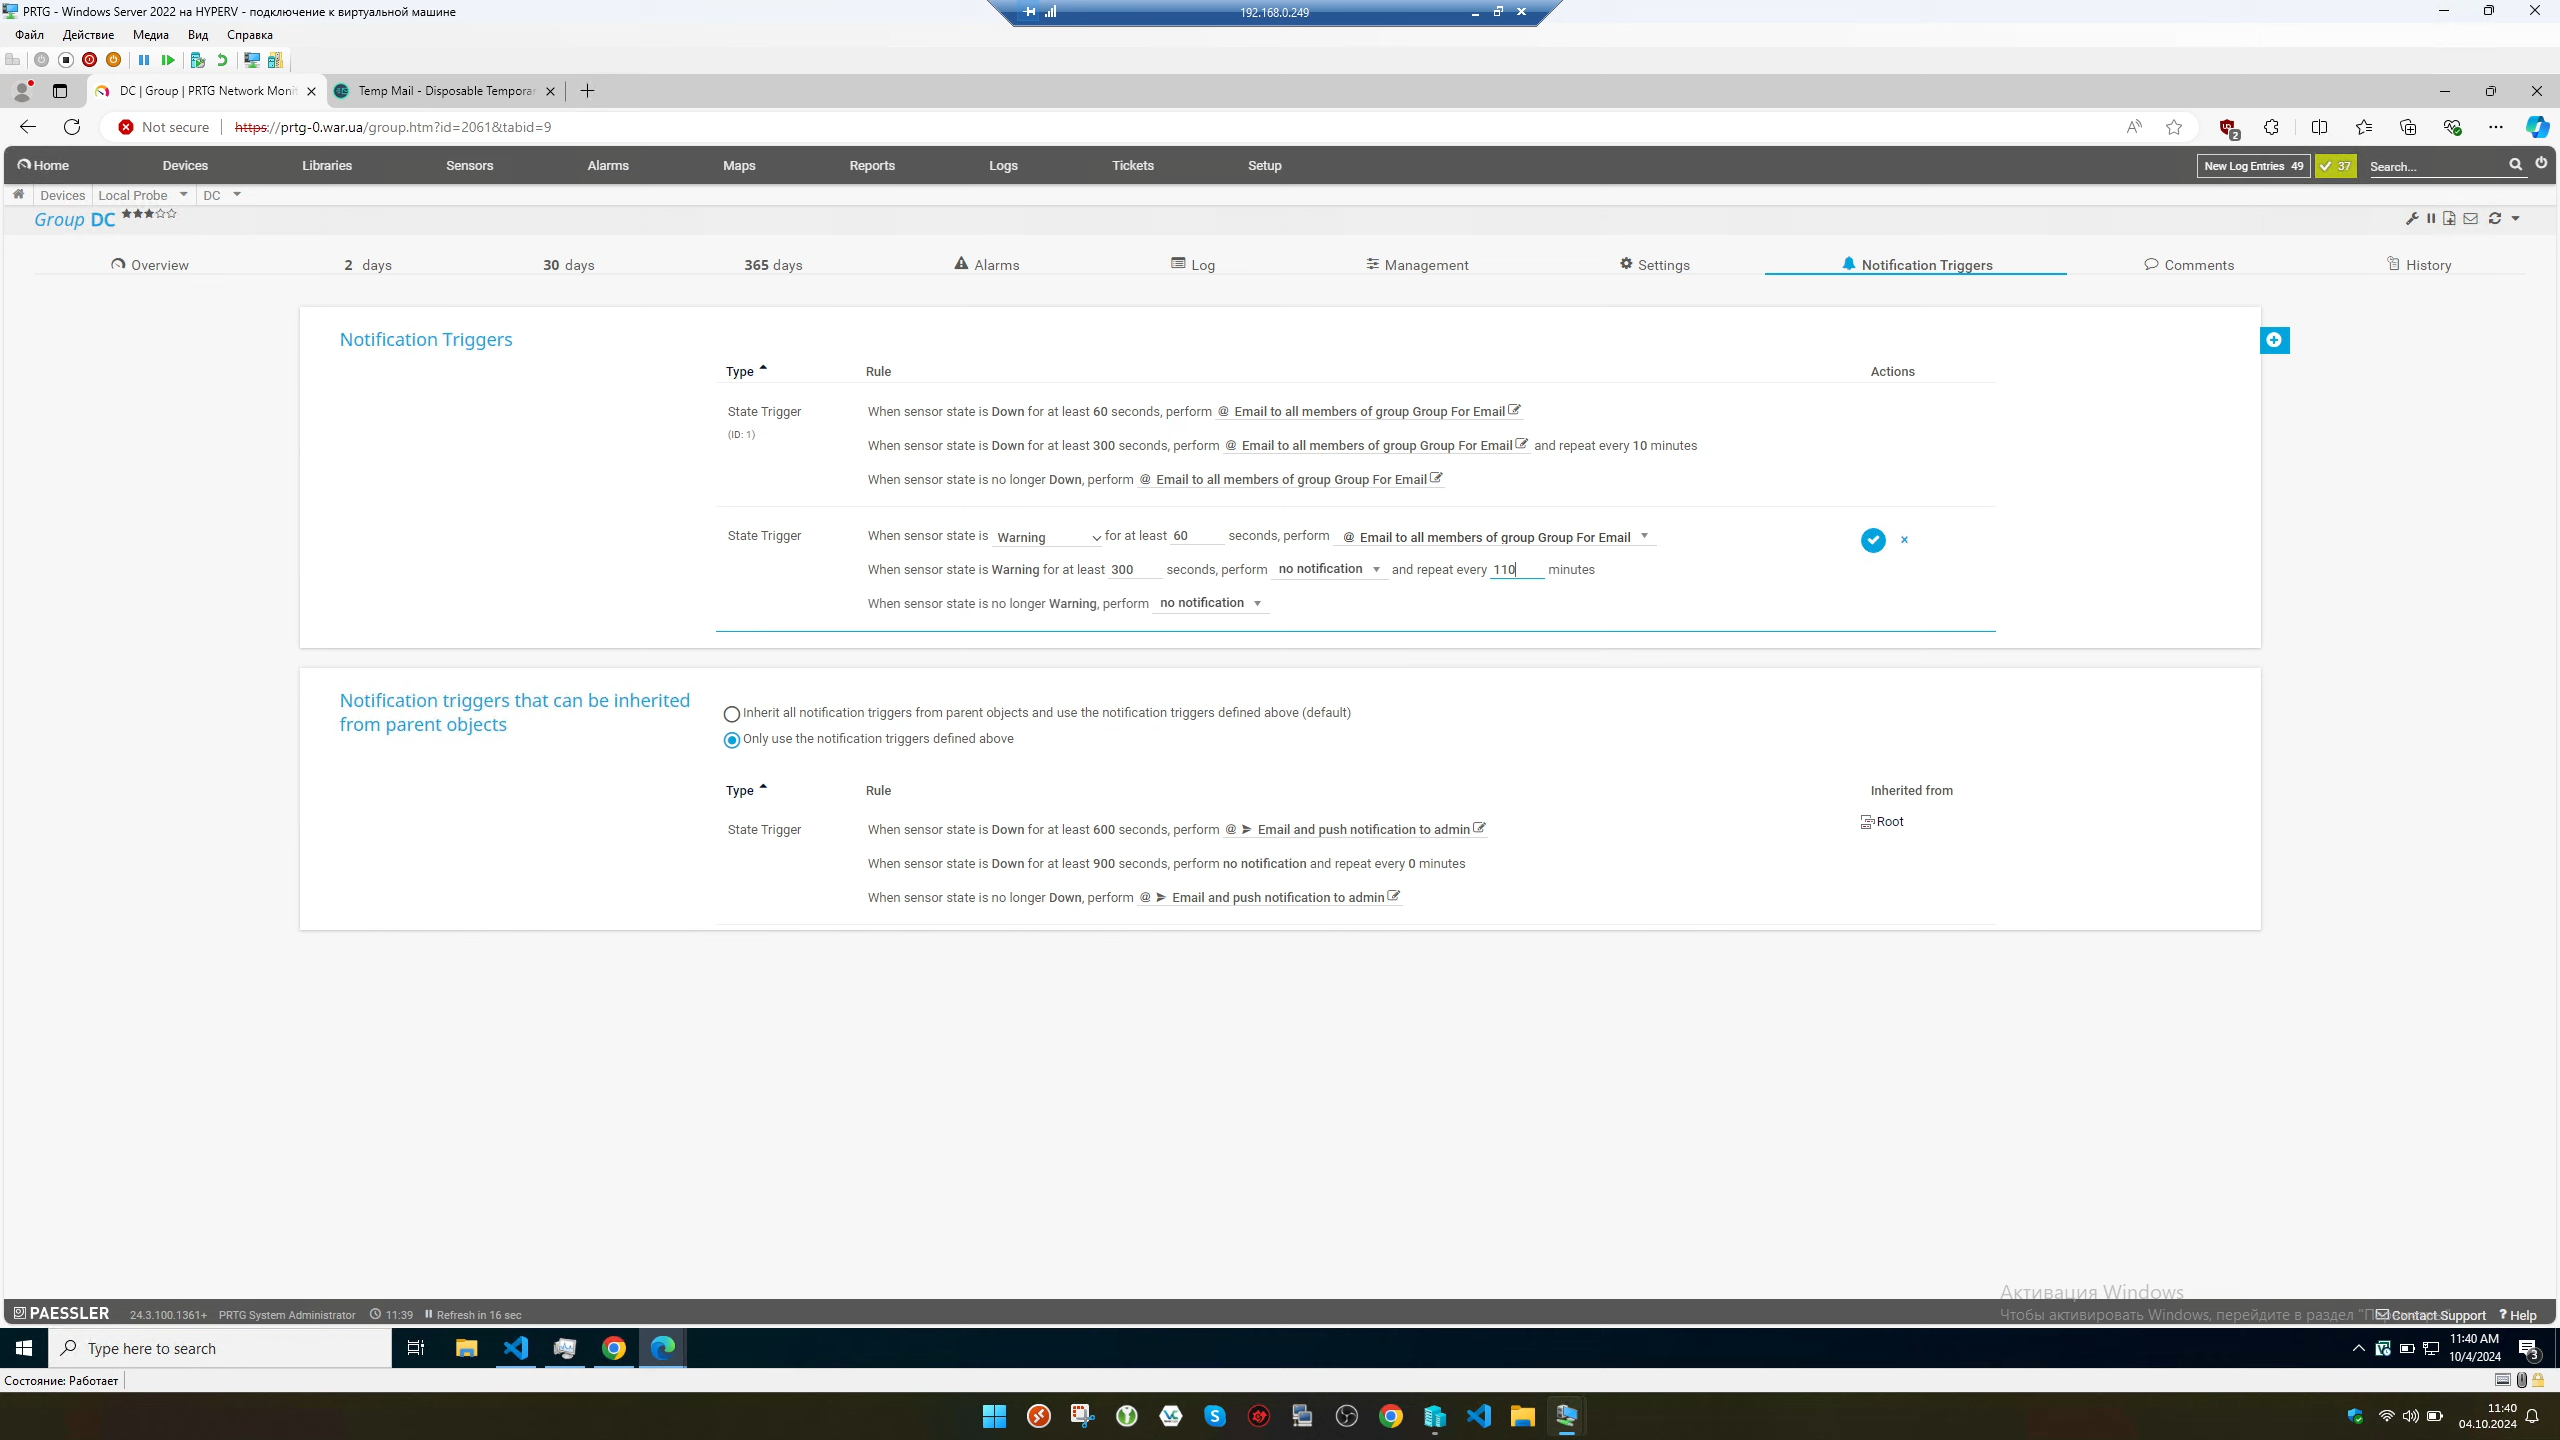 PRTG - Windows Server 2022 на HYPERV - подключение к виртуальной машине
192.168.0.249
Файл Действие Медиа Вид Справка
DC | Group | PRTG Network Moni
Temp Mail - Disposable Tempora
Not secure https://prtg-0.war.ua/group.htm?id=2061&tabid=9
2
Home Devices Libraries Sensors Alarms Maps Reports Logs Tickets Setup New Log Entries 49 37 Search...
Devices Local Probe DC
Group DC
Overview 2 days 30 days 365 days Alarms Log Management Settings Notification Triggers Comments History
Notification Triggers
Type Rule Actions
State Trigger When sensor state is Down for at least 60 seconds, perform @ Email to all members of group Group For Email
(ID: 1)
When sensor state is Down for at least 300 seconds, perform @ Email to all members of group Group For Email and repeat every 10 minutes
When sensor state is no longer Down, perform @ Email to all members of group Group For Email
State Trigger When sensor state is Warning for at least 60 seconds, perform @ Email to all members of group Group For Email
When sensor state is Warning for at least 300 seconds, perform no notification and repeat every 110 minutes
When sensor state is no longer Warning, perform no notification
Notification triggers that can be inherited
from parent objects
Inherit all notification triggers from parent objects and use the notification triggers defined above (default)
Only use the notification triggers defined above
Type Rule Inherited from
State Trigger When sensor state is Down for at least 600 seconds, perform @ Email and push notification to admin
Root
When sensor state is Down for at least 900 seconds, perform no notification and repeat every 0 minutes
When sensor state is no longer Down, perform @ Email and push notification to admin
Активация Windows
Чтобы активировать Windows, перейдите в раздел
PAESSLER 24.3.100.1361+ PRTG System Administrator 11:39 Refresh in 16 sec Contact Support ? Help
Type here to search
11:40 AM
10/4/2024
3
Состояние: Работает
11:40
04.10.2024